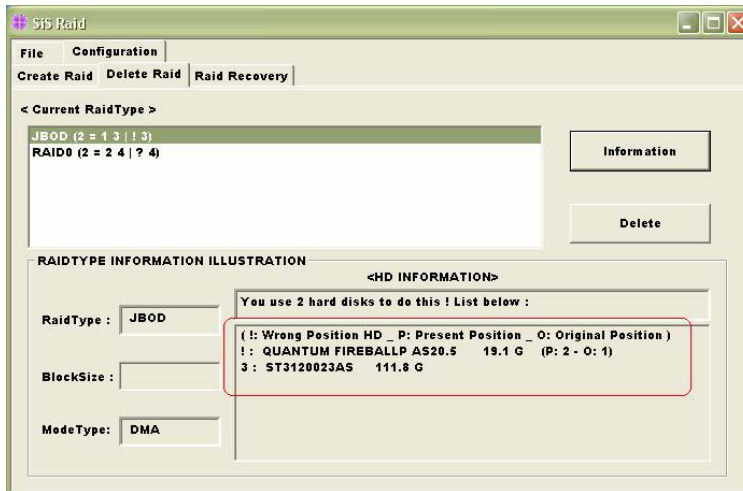 SiS Raid
File Configuration
Create Raid Delete Raid Raid Recovery
< Current RaidType >
JBOD (2 = 1 3 | ! 3)
RAID0 (2 = 2 4 | ? 4)
Information
Delete
RAIDTYPE INFORMATION ILLUSTRATION
<HD INFORMATION>
You use 2 hard disks to do this ! List below :
RaidType : JBOD
( !: Wrong Position HD _ P: Present Position _ O: Original Position )
! : QUANTUM FIREBALLP AS20.5 19.1 G (P: 2 - O: 1)
3 : ST3120023AS 111.8 G
BlockSize :
ModeType: DMA